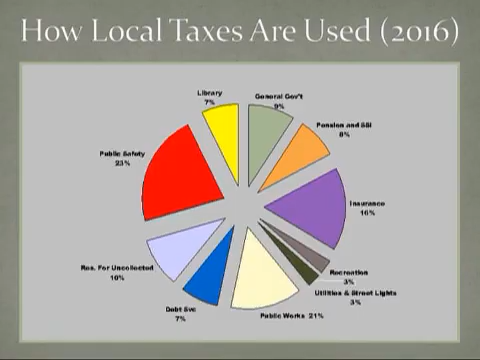 How Local Taxes Are Used (2016)
Library
7%
General Gov't
9%
Pension and SSI
8%
Public Safety
23%
Insurance
16%
Res. For Uncollected
10%
Recreation
3%
Utilities & Street Lights
3%
Debt Svc
7%
Public Works 21%